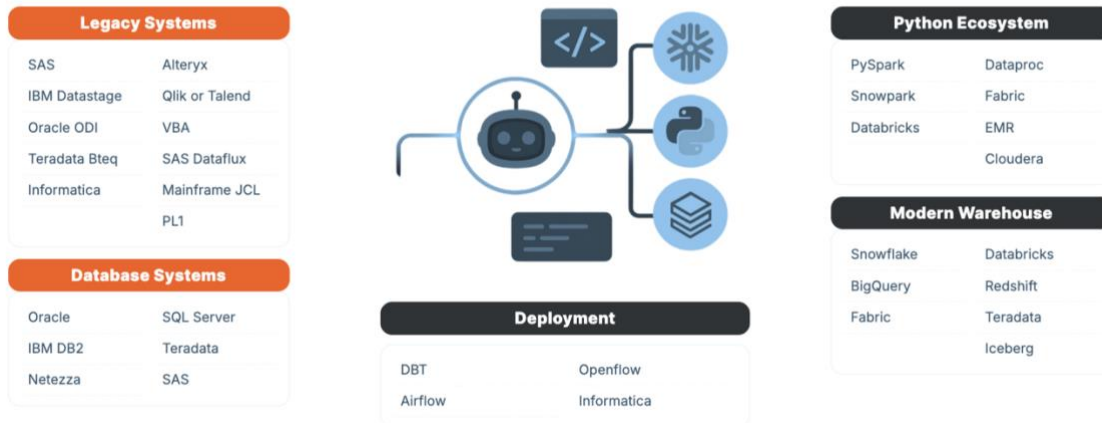 Legacy Systems
SAS Alteryx
IBM Datastage Qlik or Talend
Oracle ODI VBA
Teradata Bteq SAS Dataflux
Informatica Mainframe JCL
PL1
Database Systems
Oracle SQL Server
IBM DB2 Teradata
Netezza SAS
</>
Deployment
DBT Openflow
Airflow Informatica
Python Ecosystem
PySpark Dataproc
Snowpark Fabric
Databricks EMR
Cloudera
Modern Warehouse
Snowflake Databricks
BigQuery Redshift
Fabric Teradata
Iceberg